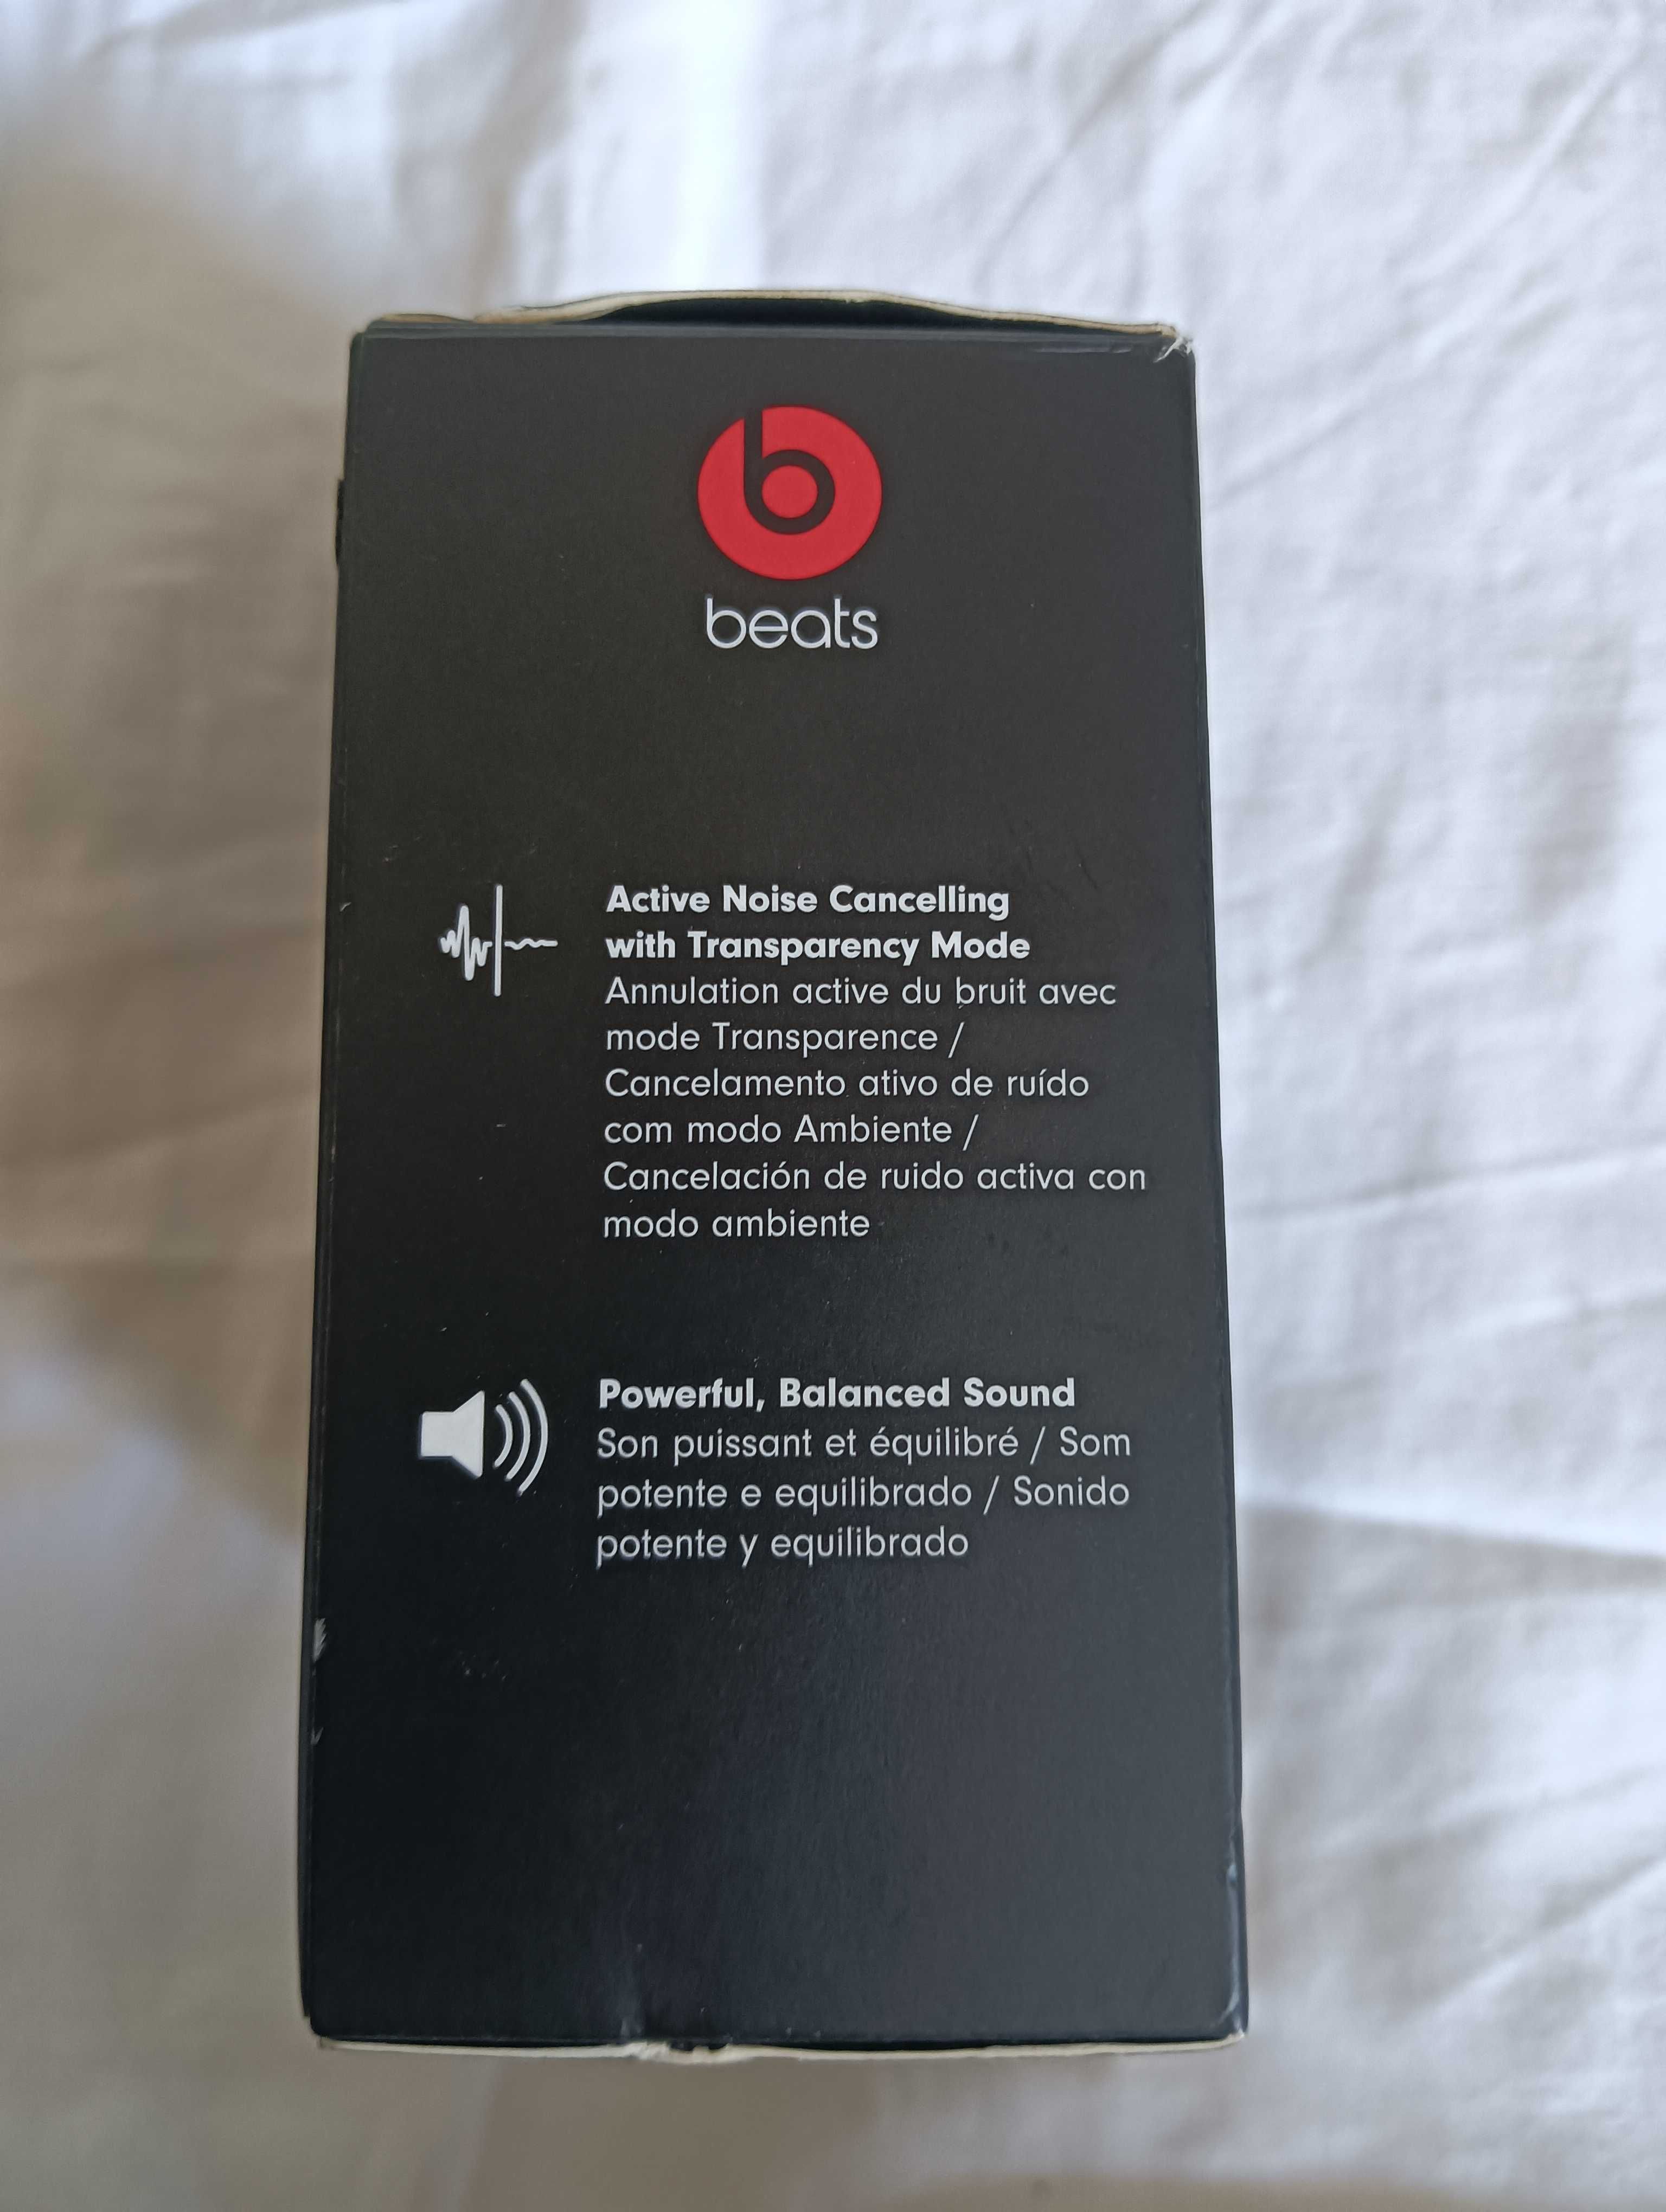 b
beats
Active Noise Cancelling
with Transparency Mode
Annulation active du bruit avec
mode Transparence /
Cancelamento ativo de ruído
com modo Ambiente /
Cancelación de ruido activa con
modo ambiente
Powerful, Balanced Sound
Son puissant et équilibré / Som
potente e equilibrado / Sonido
potente y equilibrado